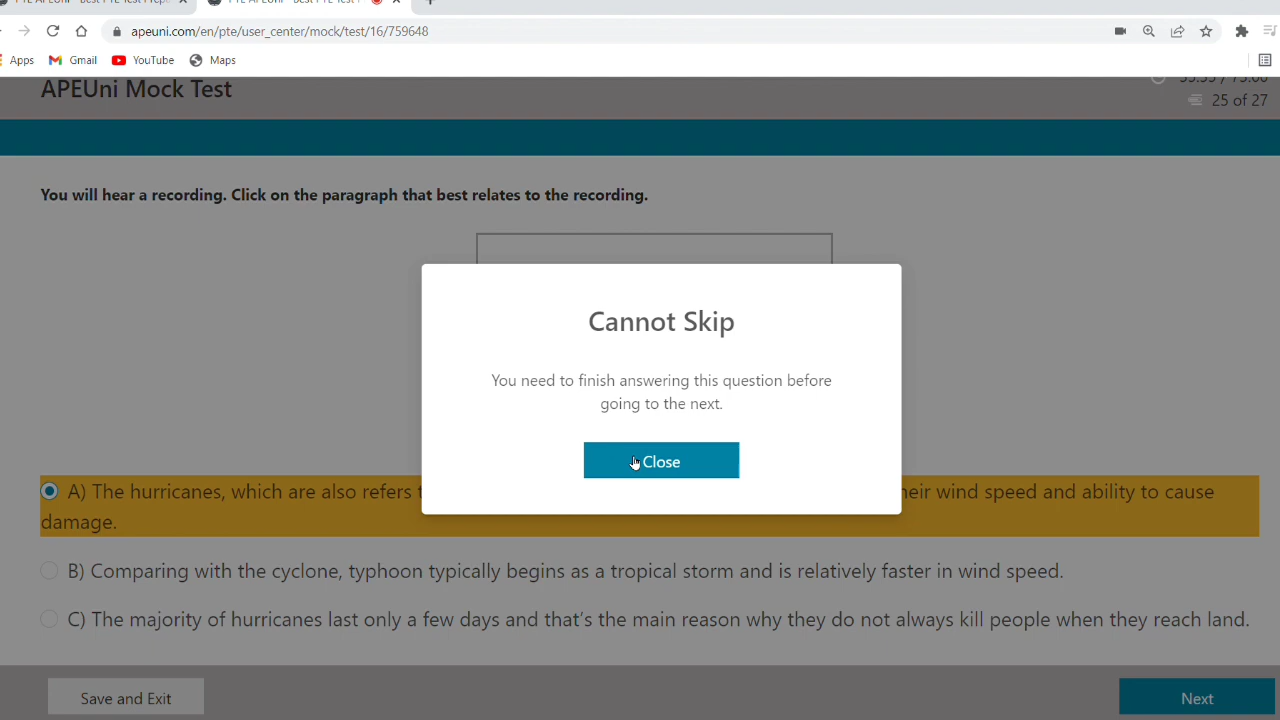 apeuni.com/en/pte/user_center/mock/test/16/759648
Apps Gmail YouTube Maps
APEUni Mock Test
25 of 27
You will hear a recording. Click on the paragraph that best relates to the recording.
Cannot Skip
You need to finish answering this question before
going to the next.
Close
A) The hurricanes, which are also refers heir wind speed and ability to cause
damage.
B) Comparing with the cyclone, typhoon typically begins as a tropical storm and is relatively faster in wind speed.
C) The majority of hurricanes last only a few days and that's the main reason why they do not always kill people when they reach land.
Save and Exit Next